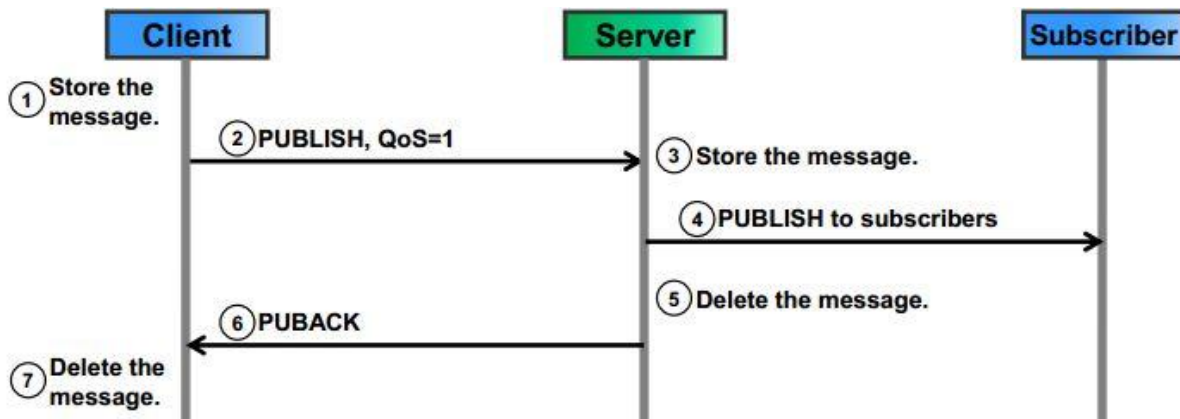 Client
Server
Subscriber
1 Store the
message.
2 PUBLISH, QoS=1
3 Store the message.
4 PUBLISH to subscribers
5 Delete the message.
6 PUBACK
7 Delete the
message.